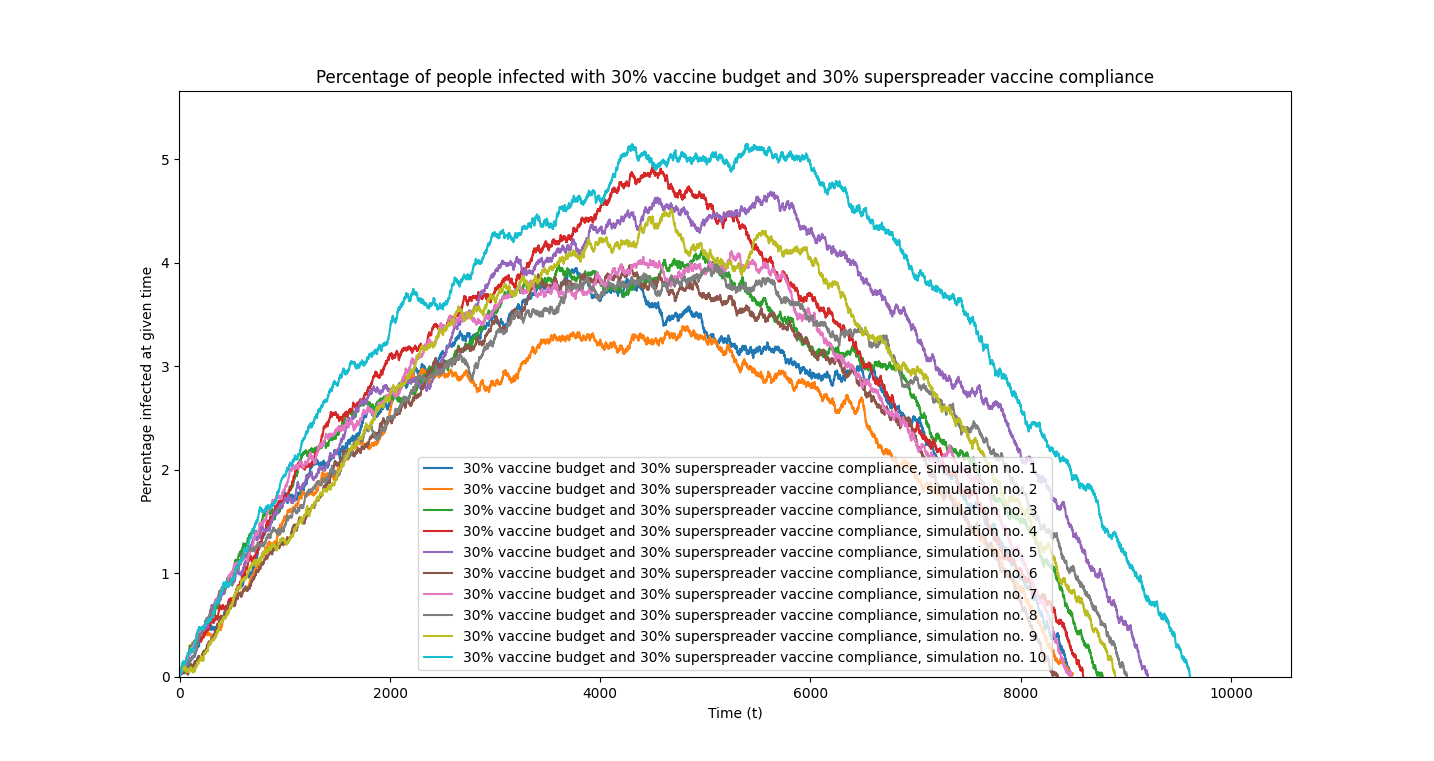 Percentage of people infected with 30% vaccine budget and 30% superspreader vaccine compliance
Percentage infected at given time
5
4
3
2
1
0
30% vaccine budget and 30% superspreader vaccine compliance, simulation no. 1
30% vaccine budget and 30% superspreader vaccine compliance, simulation no. 2
30% vaccine budget and 30% superspreader vaccine compliance, simulation no. 3
30% vaccine budget and 30% superspreader vaccine compliance, simulation no. 4
30% vaccine budget and 30% superspreader vaccine compliance, simulation no. 5
30% vaccine budget and 30% superspreader vaccine compliance, simulation no. 6
30% vaccine budget and 30% superspreader vaccine compliance, simulation no. 7
30% vaccine budget and 30% superspreader vaccine compliance, simulation no. 8
30% vaccine budget and 30% superspreader vaccine compliance, simulation no. 9
30% vaccine budget and 30% superspreader vaccine compliance, simulation no. 10
0 2000 4000 6000 8000 10000
Time (t)